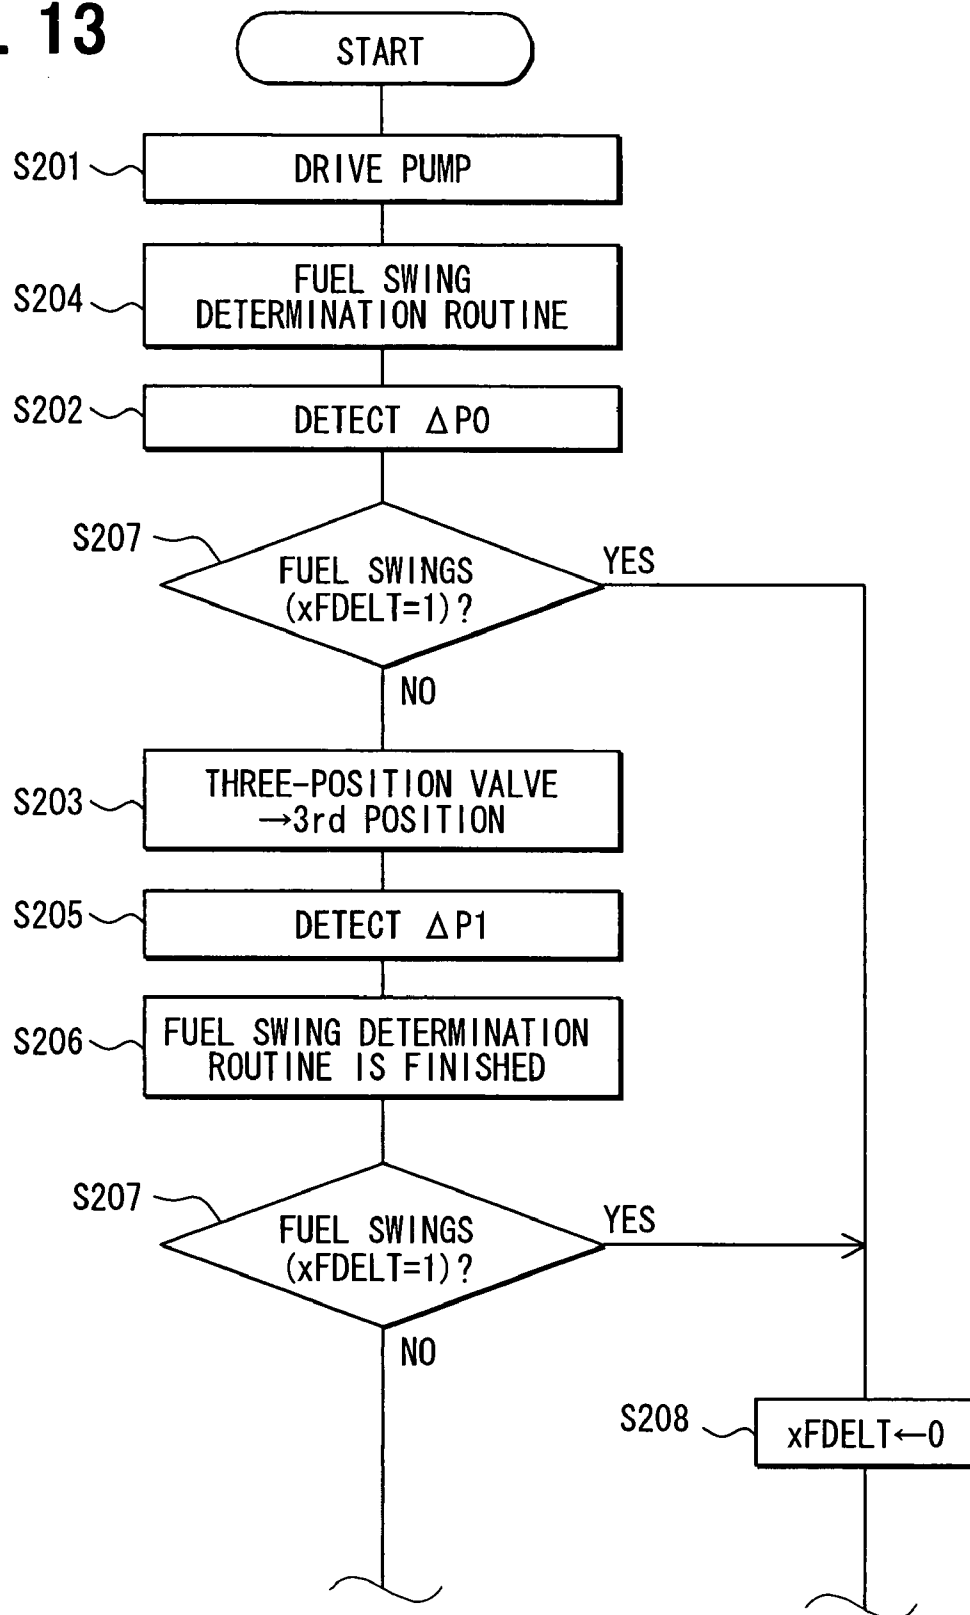 . 13
START
S201
DRIVE PUMP
S204
FUEL SWING
DETERMINATION ROUTINE
S202
DETECT ΔP0
S207
FUEL SWINGS
(xFDELT=1)?
YES
NO
S203
THREE-POSITION VALVE
→3rd POSITION
S205
DETECT ΔP1
S206
FUEL SWING DETERMINATION
ROUTINE IS FINISHED
S207
FUEL SWINGS
(xFDELT=1)?
YES
NO
S208
xFDELT←0